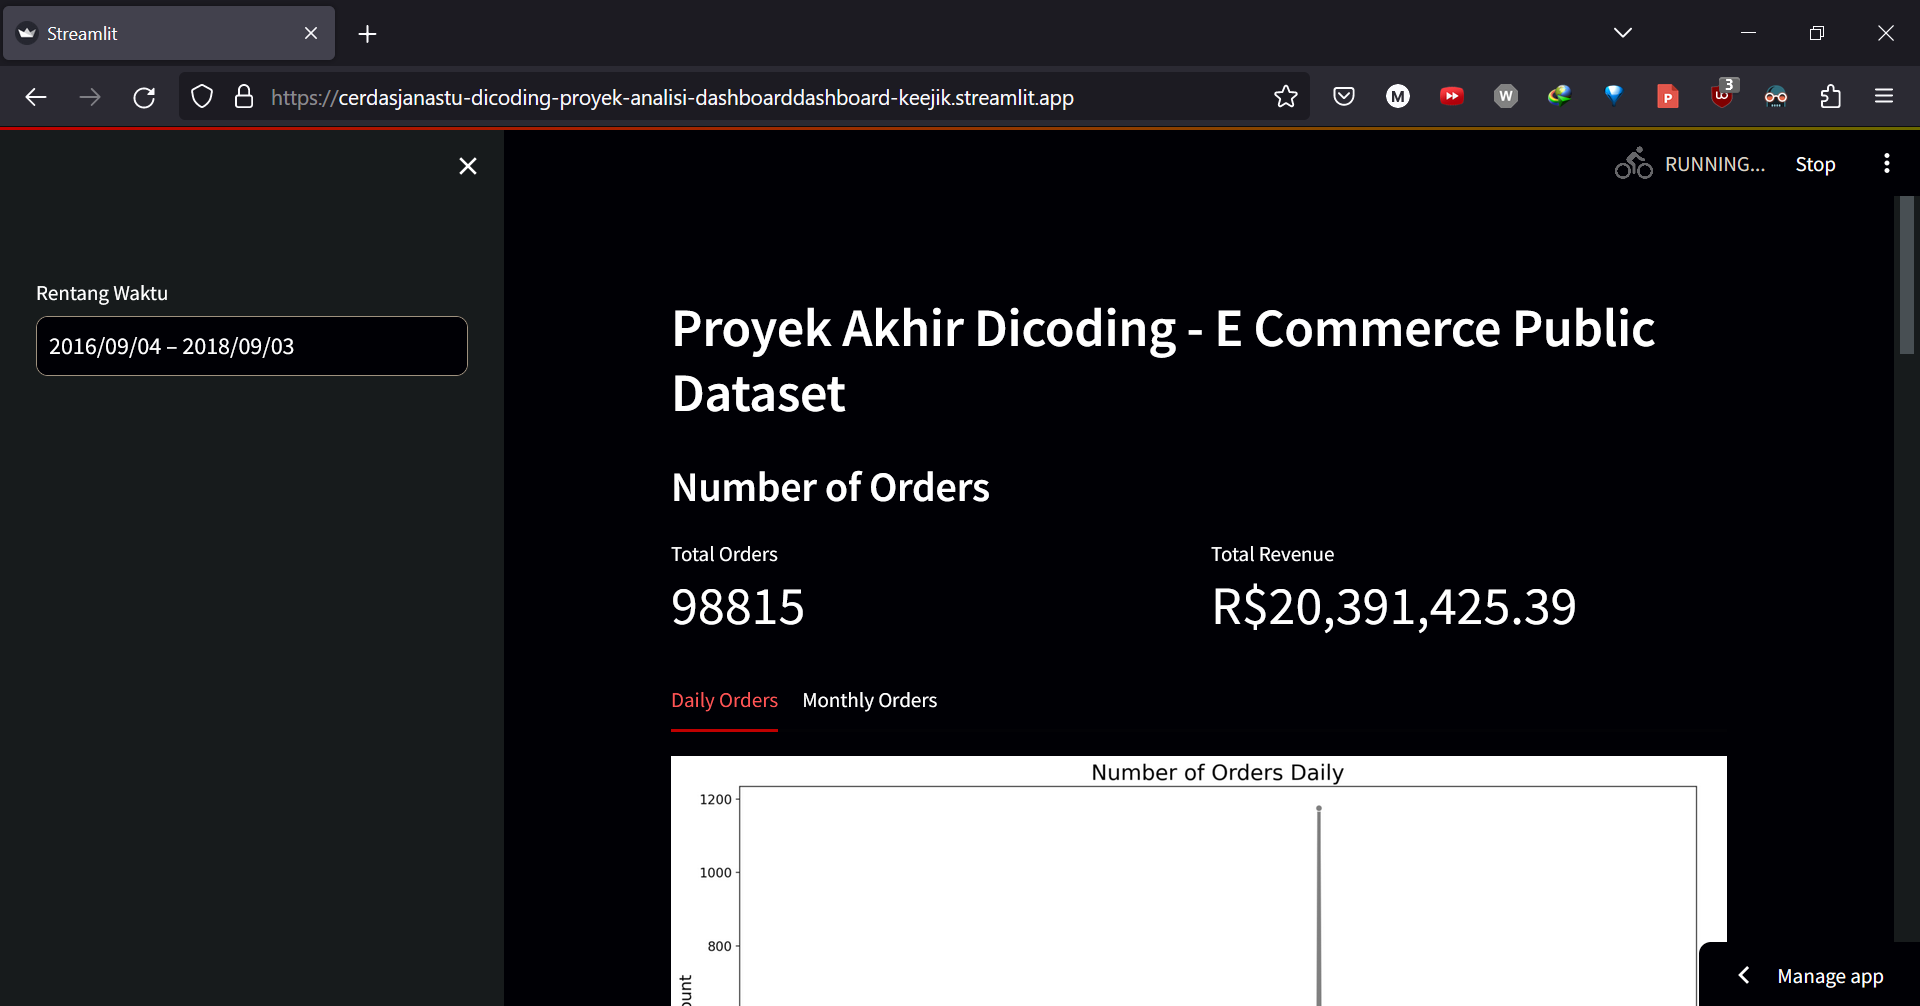 Streamlit
https://cerdasjanastu-dicoding-proyek-analisi-dashboarddashboard-keejik.streamlit.app
M
W
P
3
RUNNING...
Stop
Rentang Waktu
2016/09/04 – 2018/09/03
Proyek Akhir Dicoding - E Commerce Public
Dataset
Number of Orders
Total Orders
Total Revenue
98815
R$20,391,425.39
Daily Orders
Monthly Orders
Number of Orders Daily
1200
1000
800
Manage app